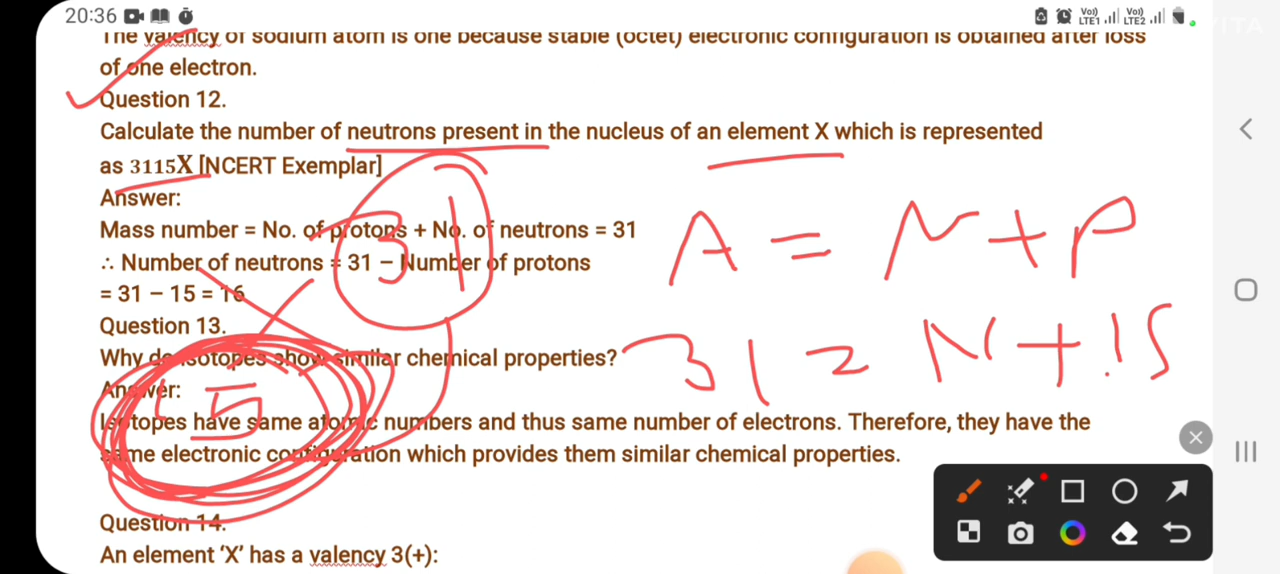 20:36 Vo) LTE1 Vo) LTE2
The valency of sodium atom is one because stable (octet) electronic configuration is obtained after loss
of one electron.
Question 12.
Calculate the number of neutrons present in the nucleus of an element X which is represented
as 3115X [NCERT Exemplar]
Answer:
Mass number = No. of protons + No. of neutrons = 31
∴ Number of neutrons = 31 − Number of protons
= 31 − 15 = 16
Question 13.
Why do isotopes show similar chemical properties?
Answer:
Isotopes have same atomic numbers and thus same number of electrons. Therefore, they have the
same electronic configuration which provides them similar chemical properties.
Question 14.
An element ‘X’ has a valency 3(+):
31
15
A = N + P
31 = N + 15